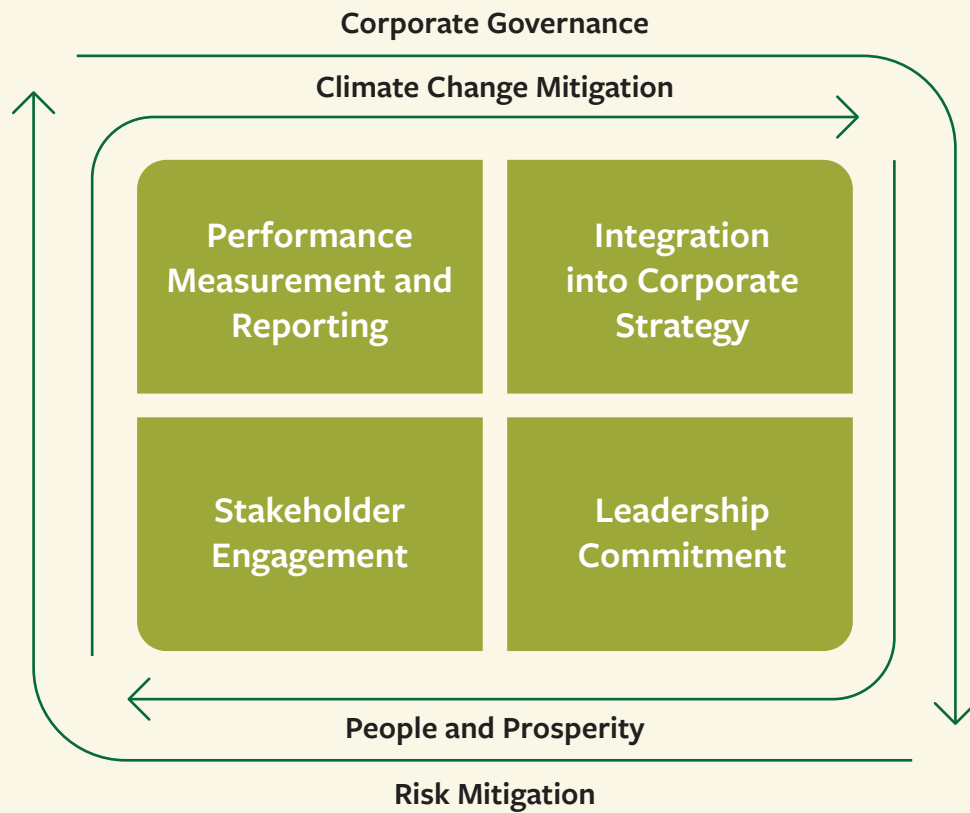 Corporate Governance
Climate Change Mitigation
Performance
Measurement and
Reporting
Integration
into Corporate
Strategy
Stakeholder
Engagement
Leadership
Commitment
People and Prosperity
Risk Mitigation